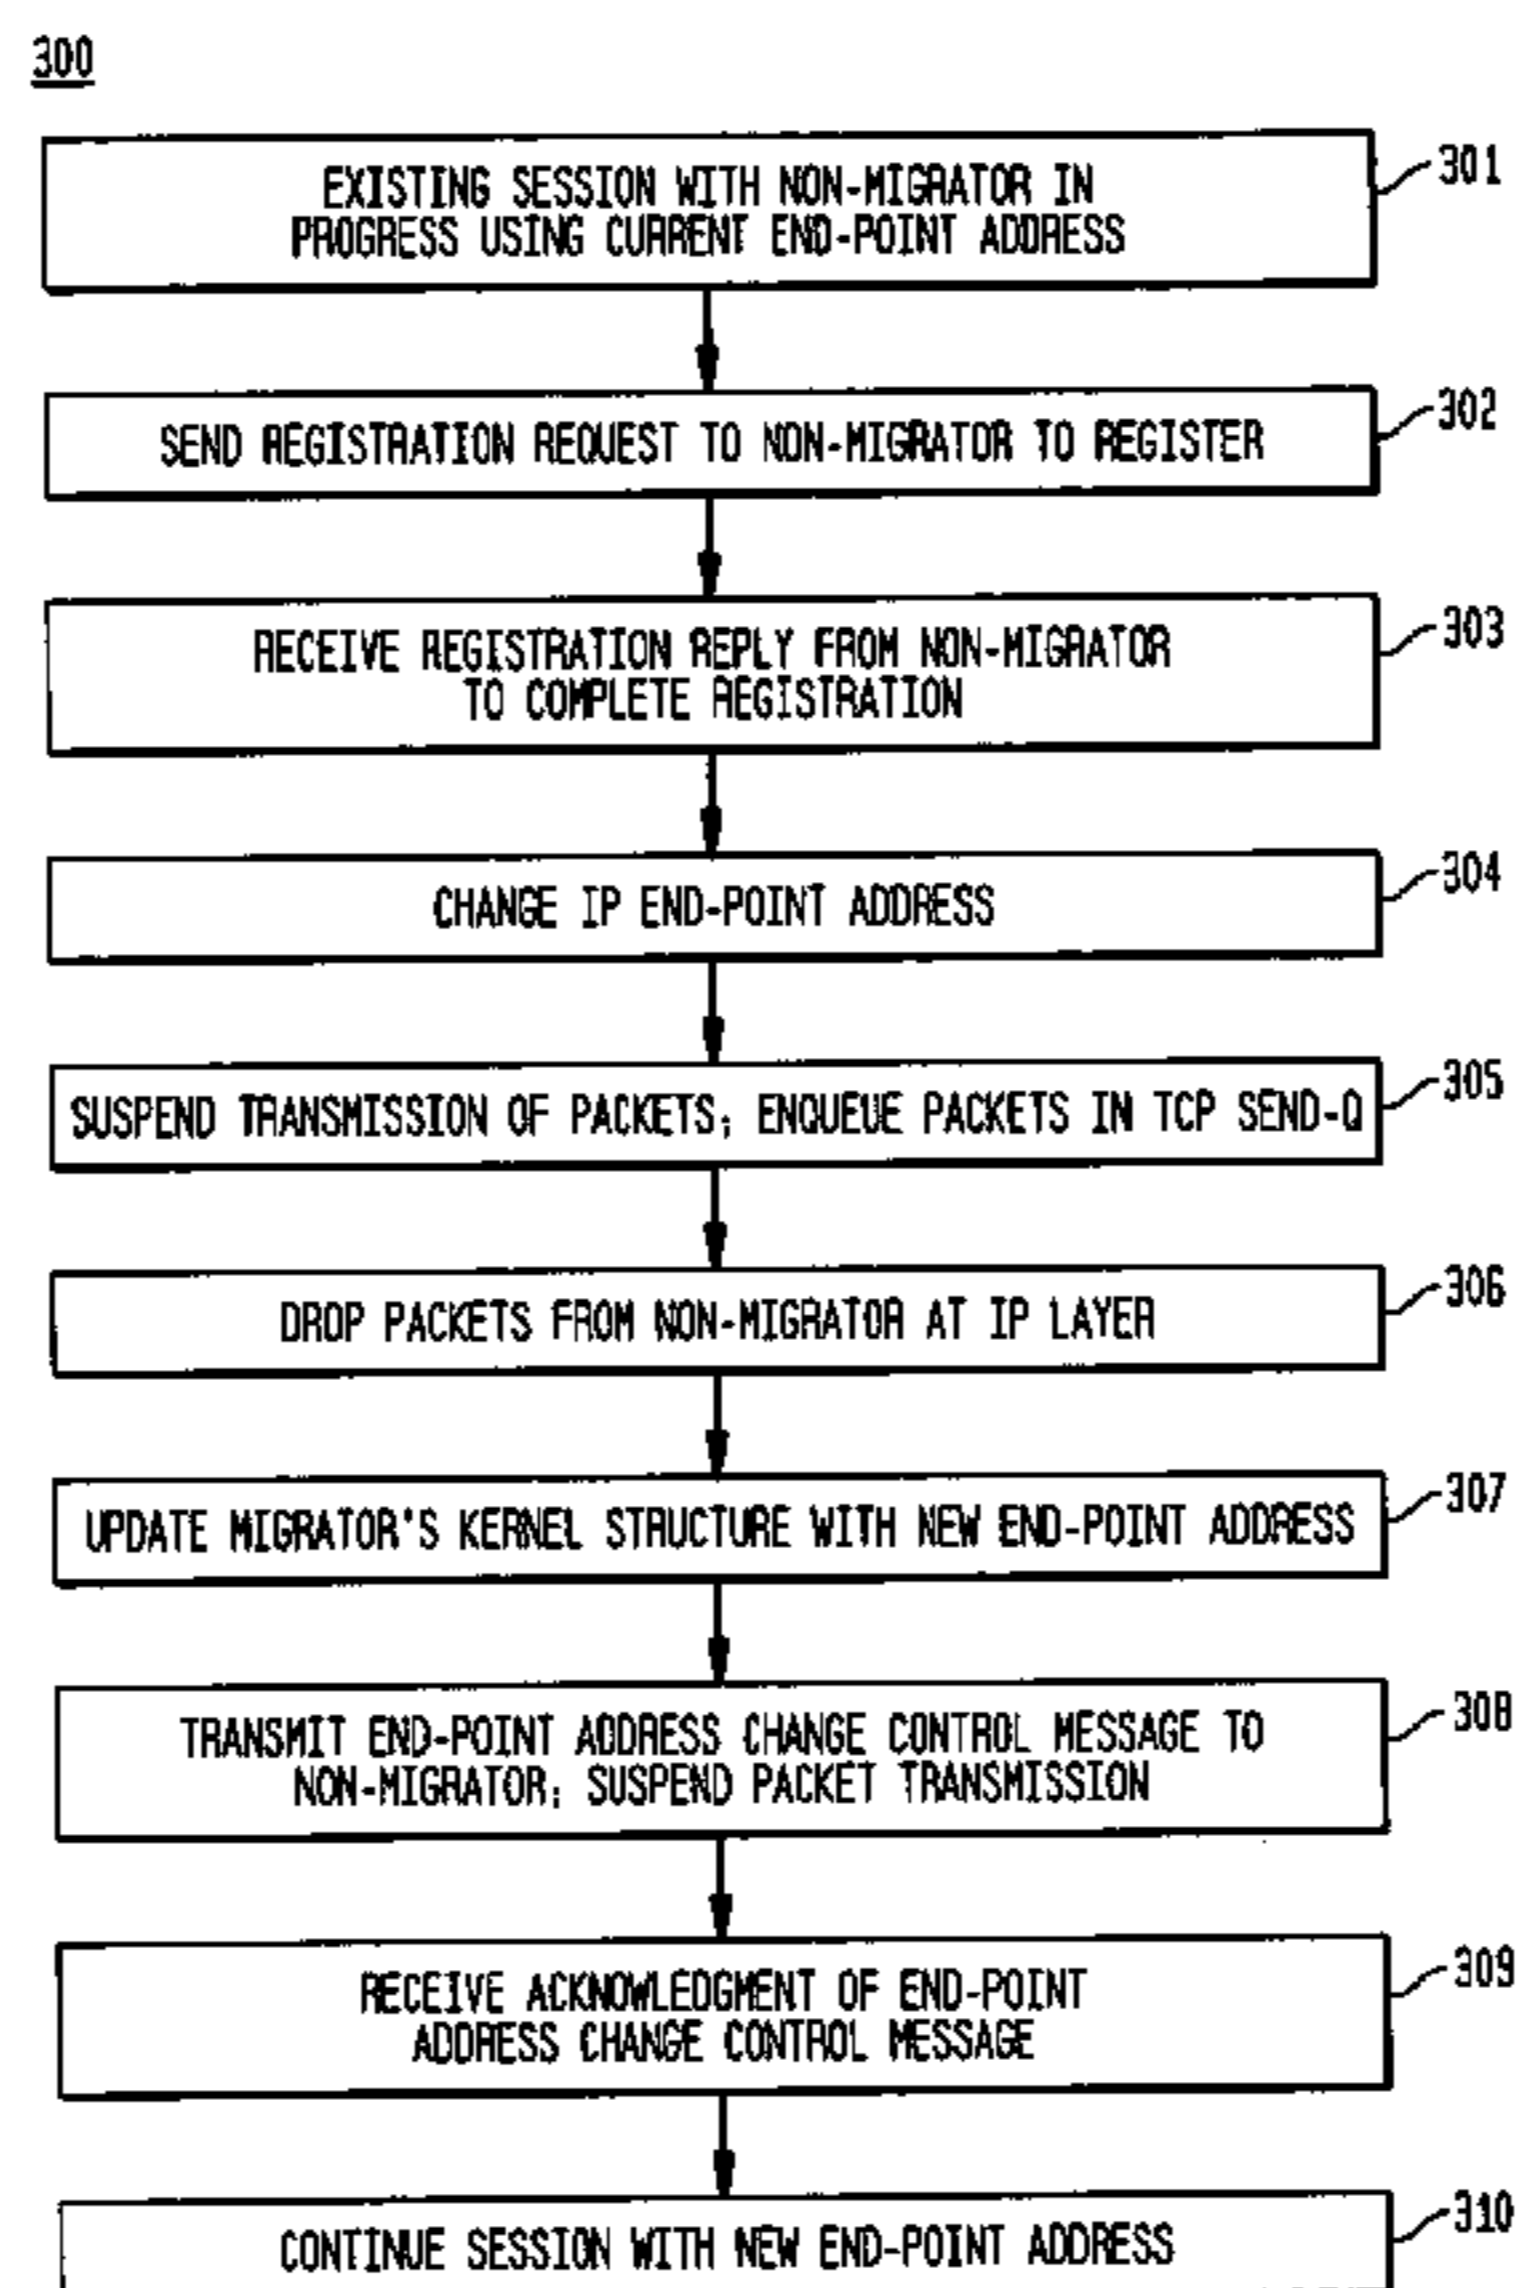 300
EXISTING SESSION WITH NON-MIGRATOR IN
PROGRESS USING CURRENT END-POINT ADDRESS
301
SEND REGISTRATION REQUEST TO NON-MIGRATOR TO REGISTER
302
RECEIVE REGISTRATION REPLY FROM NON-MIGRATOR
TO COMPLETE REGISTRATION
303
CHANGE IP END-POINT ADDRESS
304
SUSPEND TRANSMISSION OF PACKETS; ENQUEUE PACKETS IN TCP SEND-Q
305
DROP PACKETS FROM NON-MIGRATOR AT IP LAYER
306
UPDATE MIGRATOR'S KERNEL STRUCTURE WITH NEW END-POINT ADDRESS
307
TRANSMIT END-POINT ADDRESS CHANGE CONTROL MESSAGE TO
NON-MIGRATOR; SUSPEND PACKET TRANSMISSION
308
RECEIVE ACKNOWLEDGMENT OF END-POINT
ADDRESS CHANGE CONTROL MESSAGE
309
CONTINUE SESSION WITH NEW END-POINT ADDRESS
310